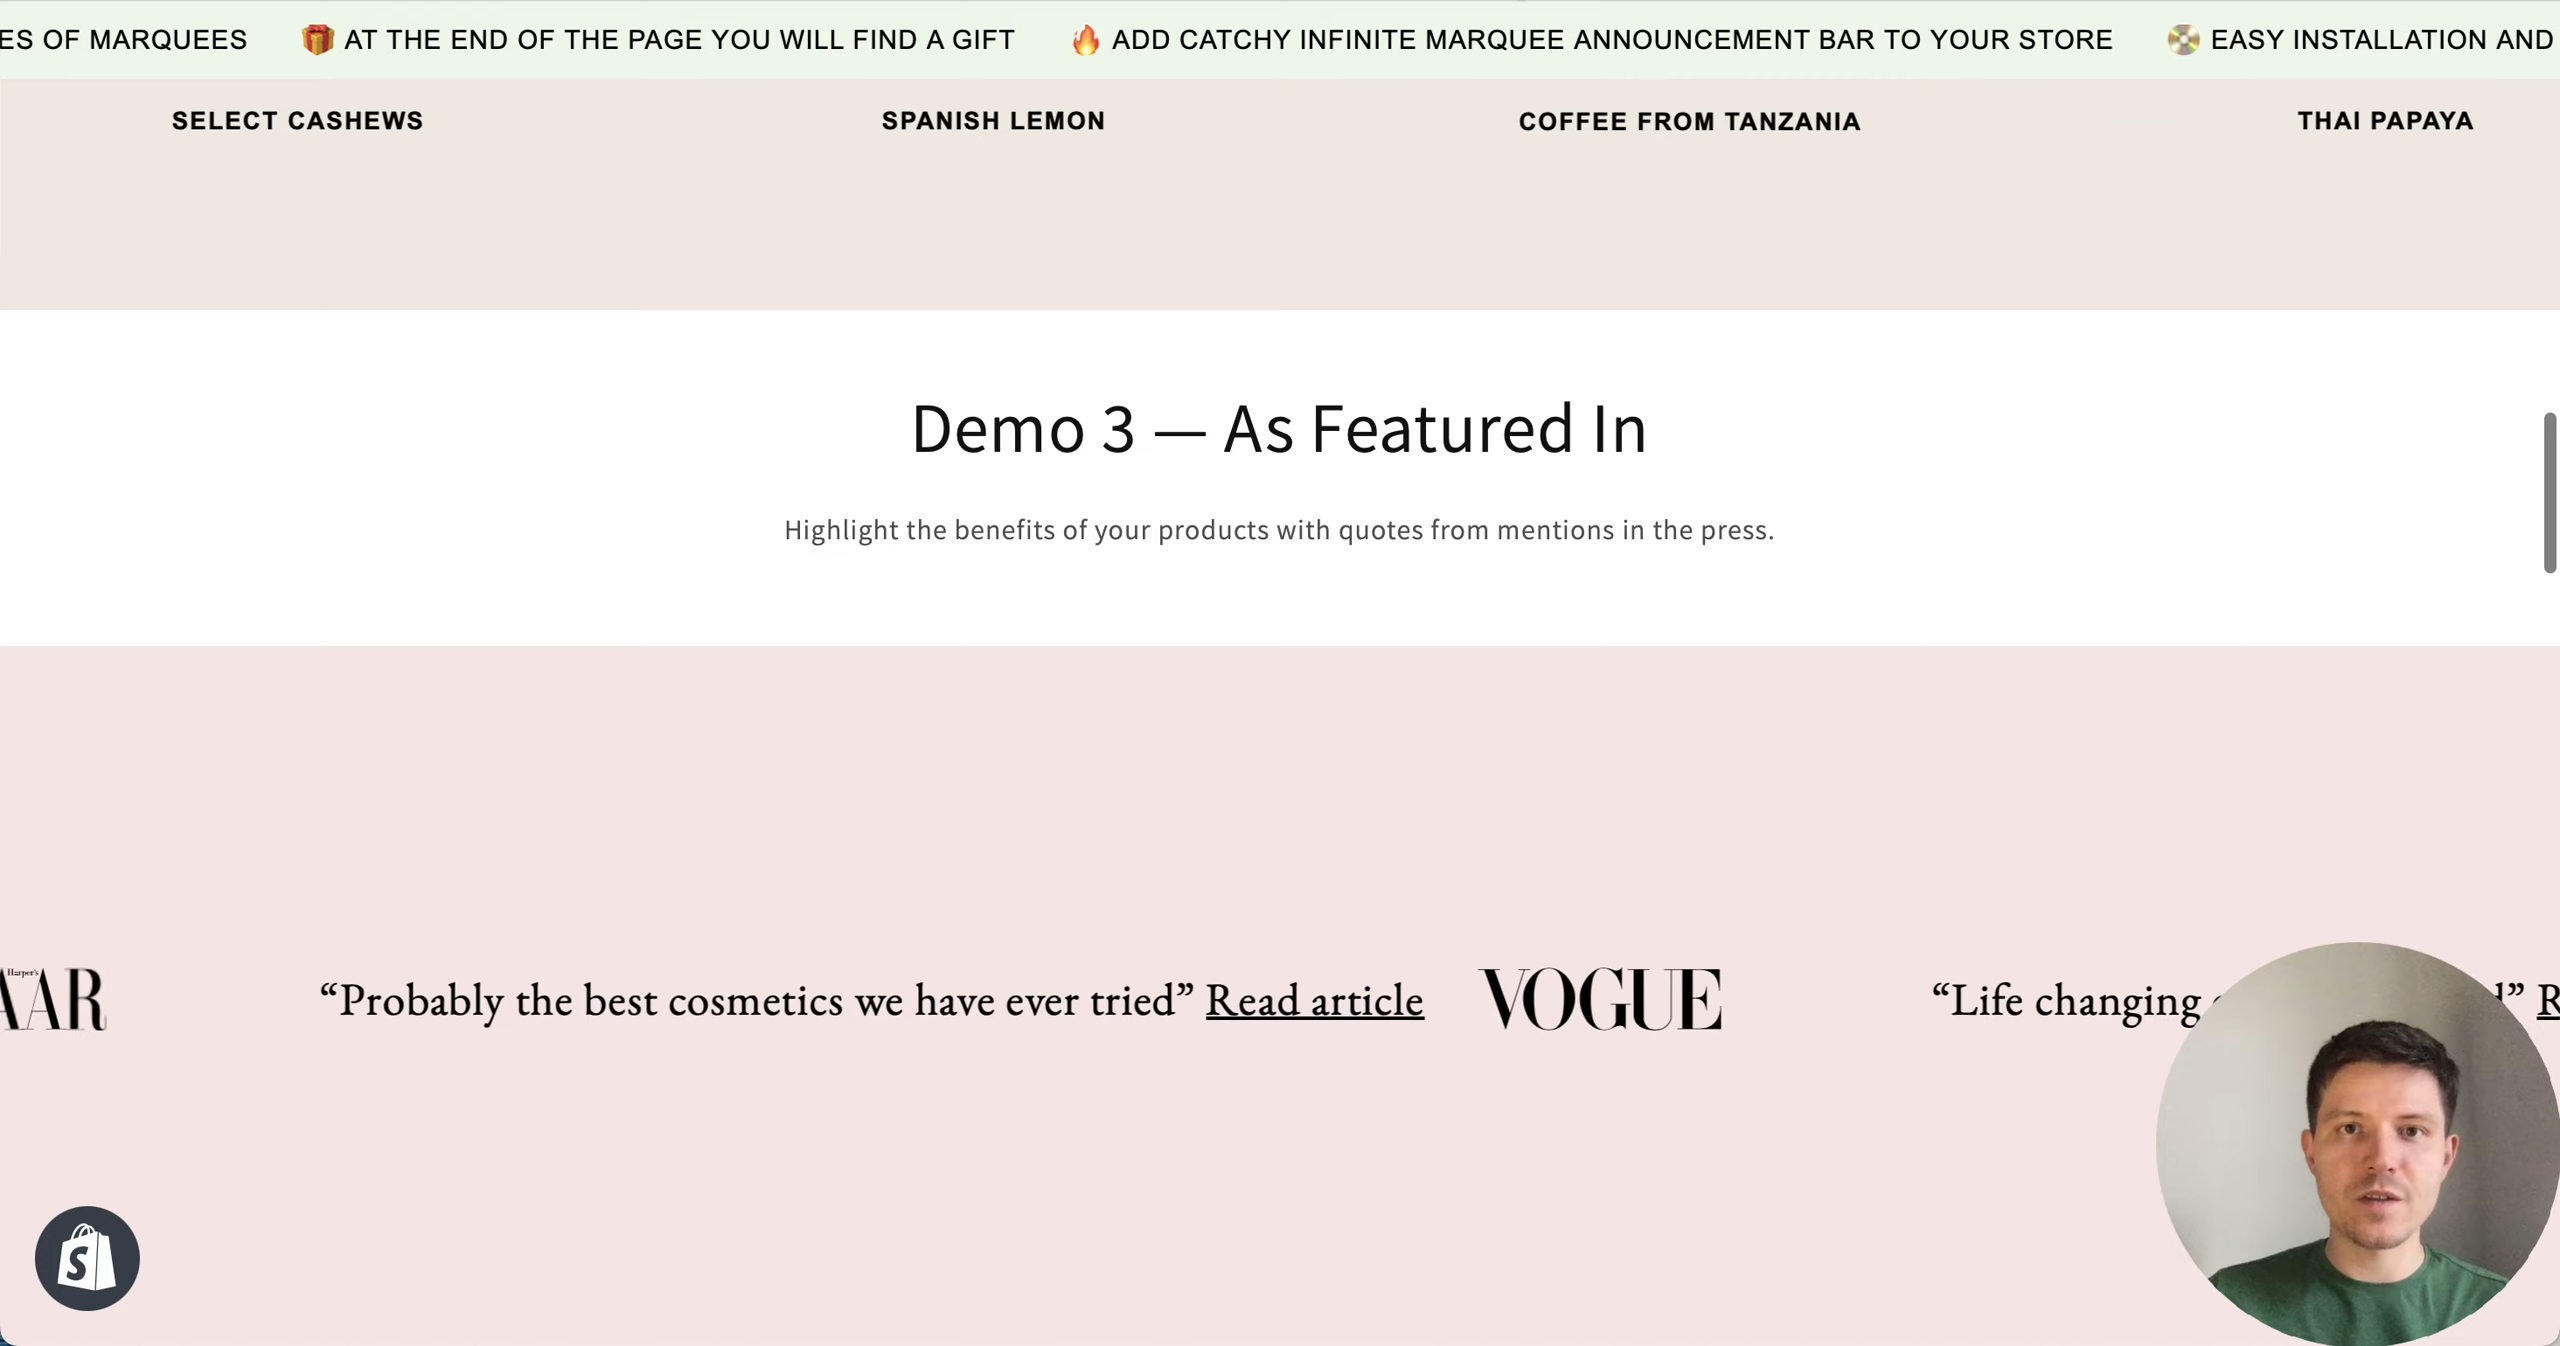 ES OF MARQUEES 🎁 AT THE END OF THE PAGE YOU WILL FIND A GIFT 🔥 ADD CATCHY INFINITE MARQUEE ANNOUNCEMENT BAR TO YOUR STORE 💿 EASY INSTALLATION AND
SELECT CASHEWS SPANISH LEMON COFFEE FROM TANZANIA THAI PAPAYA
Demo 3 — As Featured In
Highlight the benefits of your products with quotes from mentions in the press.
Harper's
AAR “Probably the best cosmetics we have ever tried” Read article VOGUE “Life changing